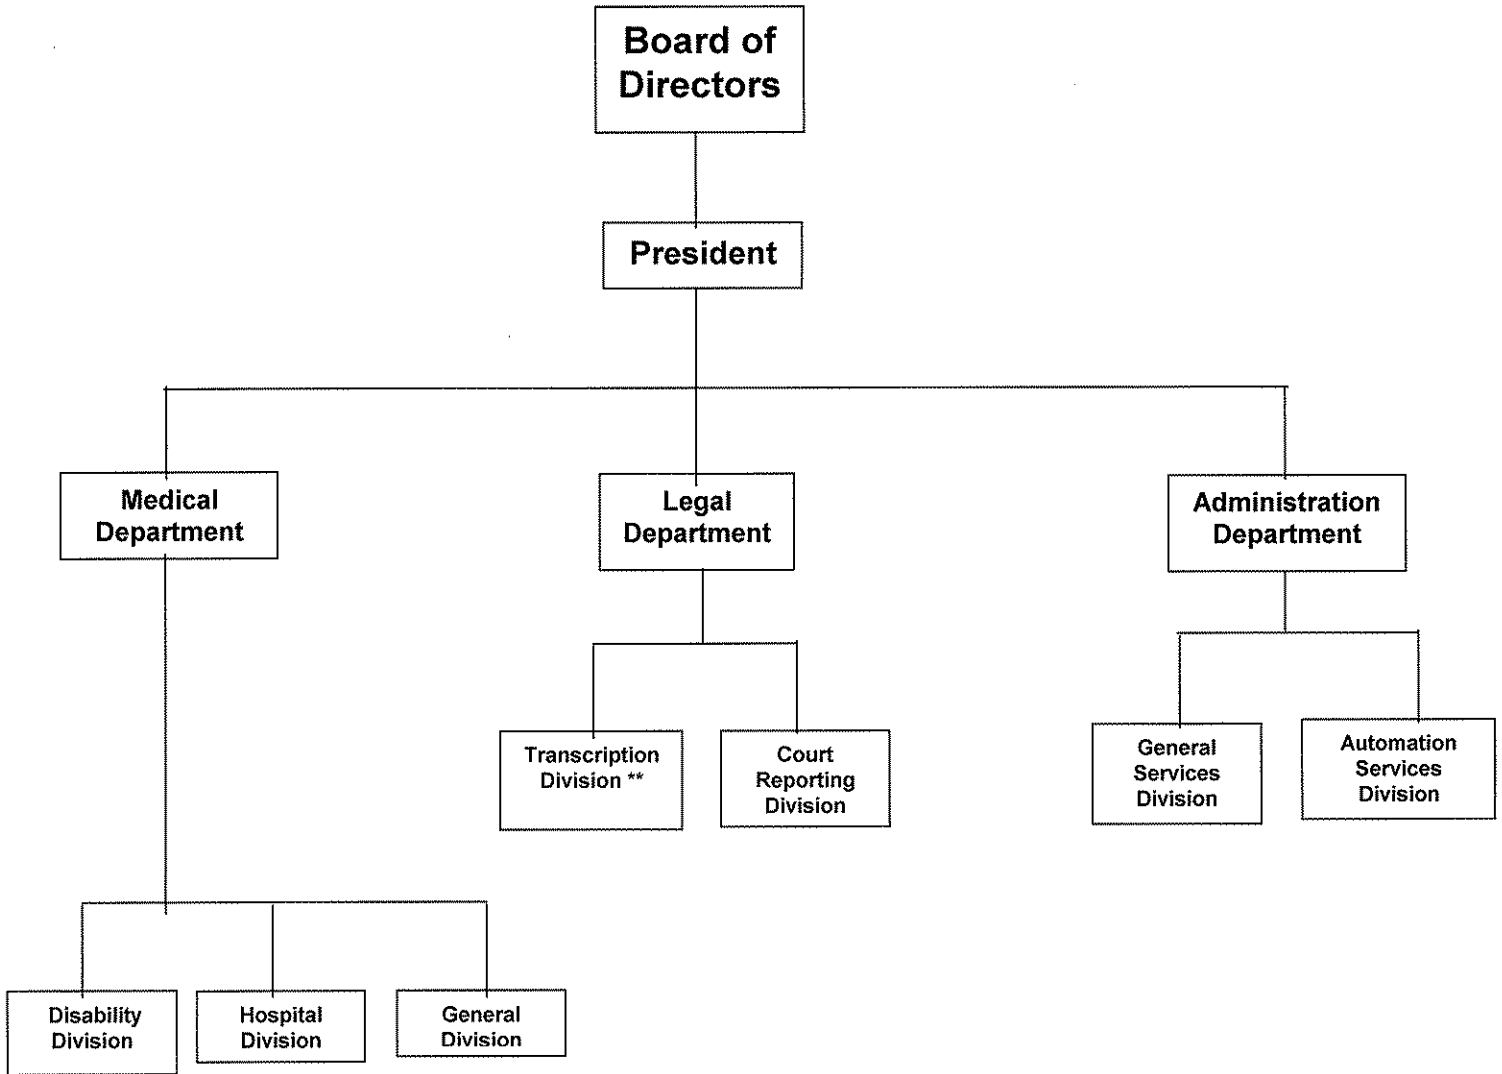 Board of
Directors
President
Medical
Department
Legal
Department
Administration
Department
Transcription
Division **
Court
Reporting
Division
General
Services
Division
Automation
Services
Division
Disability
Division
Hospital
Division
General
Division